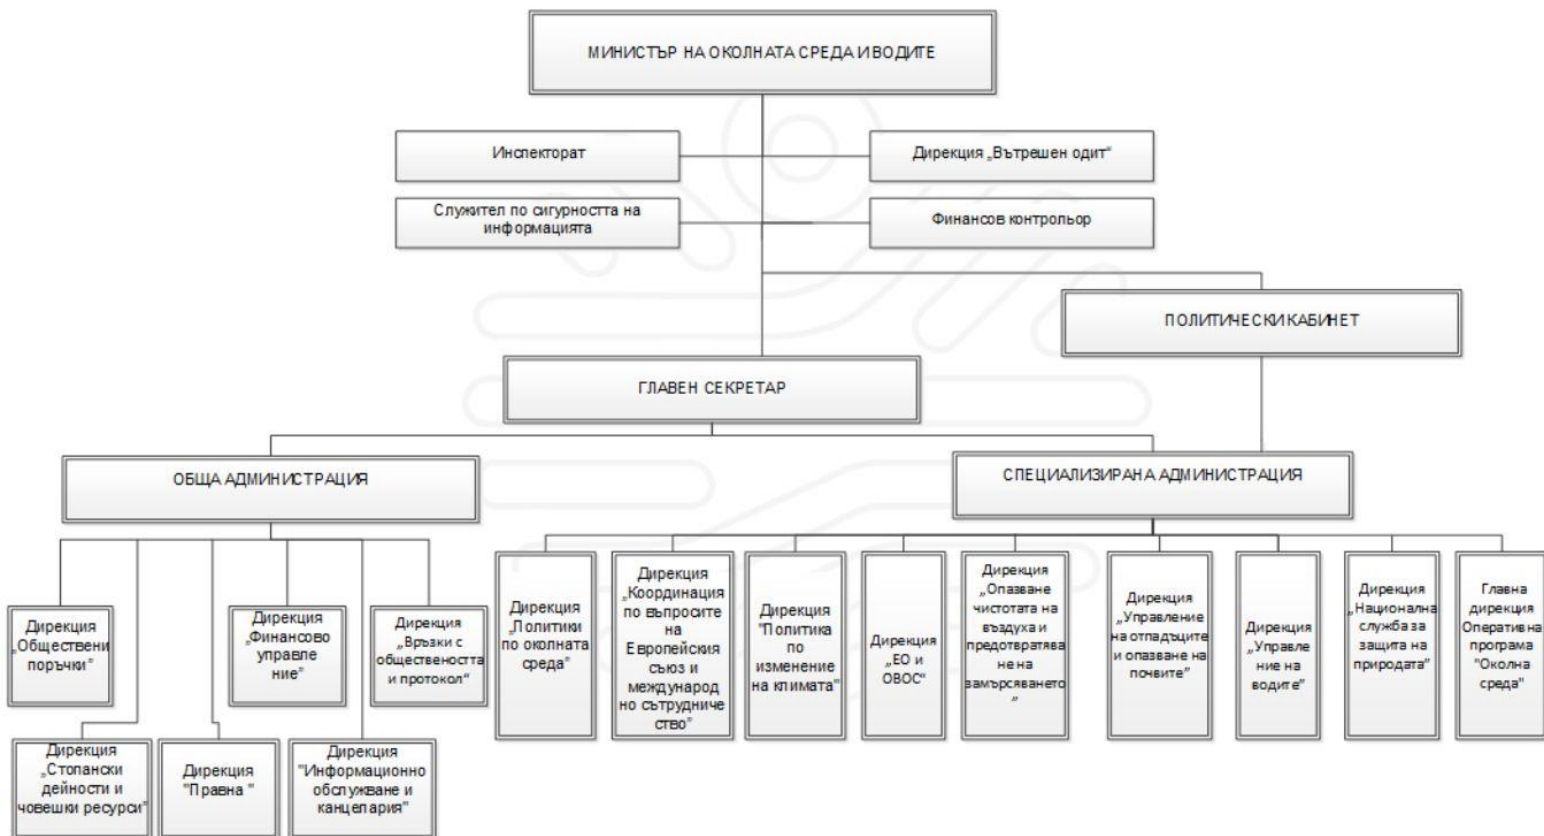 МИНИСТЪР НА ОКОЛНАТА СРЕДА И ВОДИТЕ
Инспекторат
Дирекция „Вътрешен одит“
Служител по сигурността на
информацията
Финансов контрольор
ПОЛИТИЧЕСКИ КАБИНЕТ
ГЛАВЕН СЕКРЕТАР
ОБЩА АДМИНИСТРАЦИЯ
СПЕЦИАЛИЗИРАНА АДМИНИСТРАЦИЯ
Дирекция
„Обществени
поръчки”
Дирекция
„Финансово
управле
ние”
Дирекция
„Връзки с
обществеността
и протокол”
Дирекция
„Стопански
дейности и
човешки ресурси”
Дирекция
"Правна "
Дирекция
"Информационно
обслужване и
канцелария"
Дирекция
„Политики
по околната
среда”
Дирекция
„Координация
по въпросите
на
Европейския
съюз и
международ
но сътрудниче
ство”
Дирекция
"Политика
по
изменение
на климата"
Дирекция
„ЕО и
ОВОС“
Дирекция
„Опазване
чистотата на
въздуха и
предотвратява
не на
замърсяването
”
Дирекция
„Управление
на отпадъците
и опазване на
почвите”
Дирекция
„Управле
ние на
водите”
Дирекция
„Национална
служба за
защита на
природата”
Главна
дирекция
Оперативна
програма
"Околна
среда"